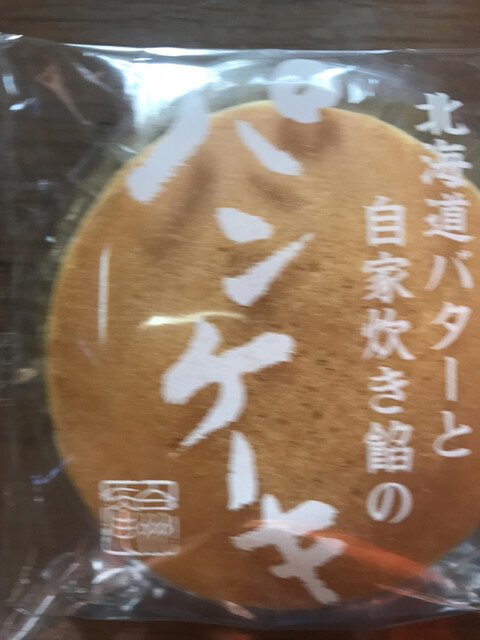 北海道バターと
自家炊き餡の
パンケーキ